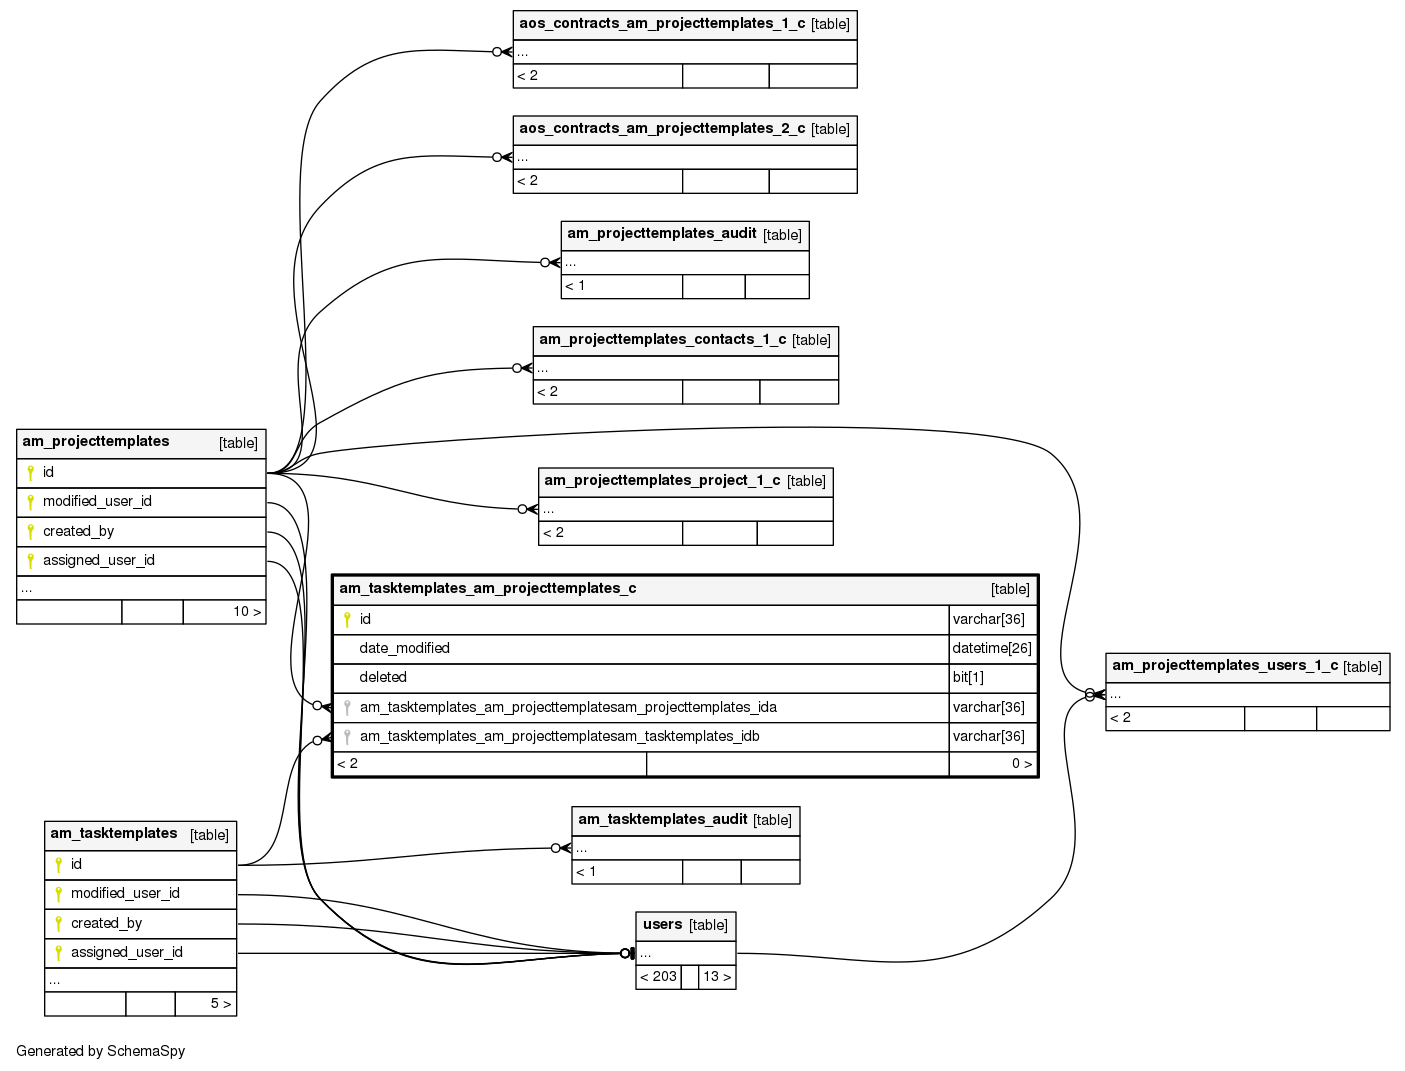 aos_contracts_am_projecttemplates_1_c [table]
...
< 2
aos_contracts_am_projecttemplates_2_c [table]
...
< 2
am_projecttemplates_audit [table]
...
< 1
am_projecttemplates_contacts_1_c [table]
...
< 2
am_projecttemplates [table]
id
modified_user_id
created_by
assigned_user_id
...
10 >
am_projecttemplates_project_1_c [table]
...
< 2
am_tasktemplates_am_projecttemplates_c [table]
id varchar[36]
date_modified datetime[26]
deleted bit[1]
am_tasktemplates_am_projecttemplatesam_projecttemplates_ida varchar[36]
am_tasktemplates_am_projecttemplatesam_tasktemplates_idb varchar[36]
< 2 0 >
am_projecttemplates_users_1_c [table]
...
< 2
am_tasktemplates [table]
id
modified_user_id
created_by
assigned_user_id
...
5 >
am_tasktemplates_audit [table]
...
< 1
users [table]
...
< 203 13 >
Generated by SchemaSpy